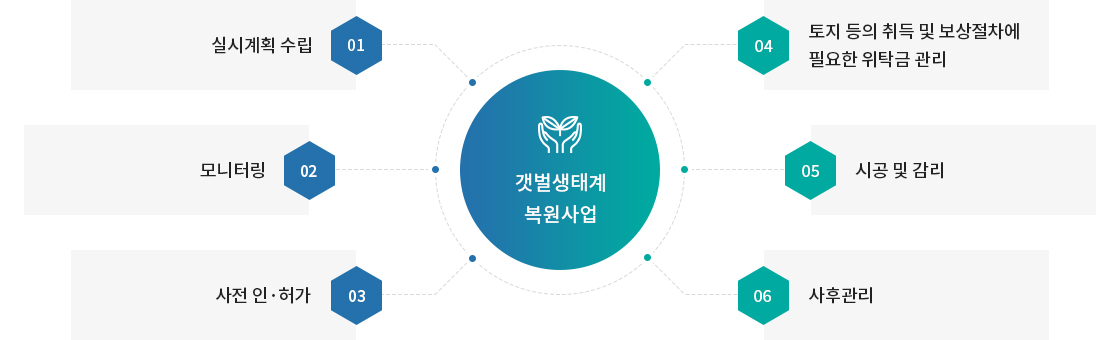 실시계획 수립
01
모니터링
02
사전 인·허가
03
갯벌생태계
복원사업
04
토지 등의 취득 및 보상절차에
필요한 위탁금 관리
05
시공 및 감리
06
사후관리